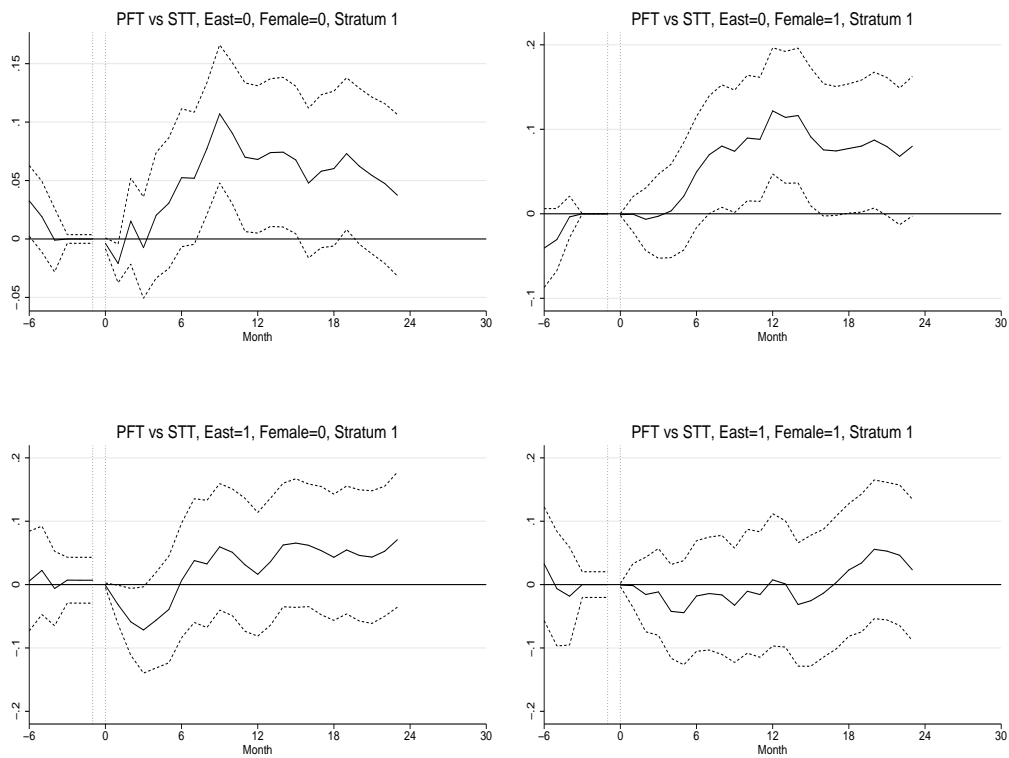 PFT vs STT, East=0, Female=0, Stratum 1
.15
.1
.05
0
−.05
−6 0 6 12 18 24 30
Month
PFT vs STT, East=0, Female=1, Stratum 1
.2
.1
0
−.1
−6 0 6 12 18 24 30
Month
PFT vs STT, East=1, Female=0, Stratum 1
.2
.1
0
−.1
−.2
−6 0 6 12 18 24 30
Month
PFT vs STT, East=1, Female=1, Stratum 1
.2
.1
0
−.1
−.2
−6 0 6 12 18 24 30
Month